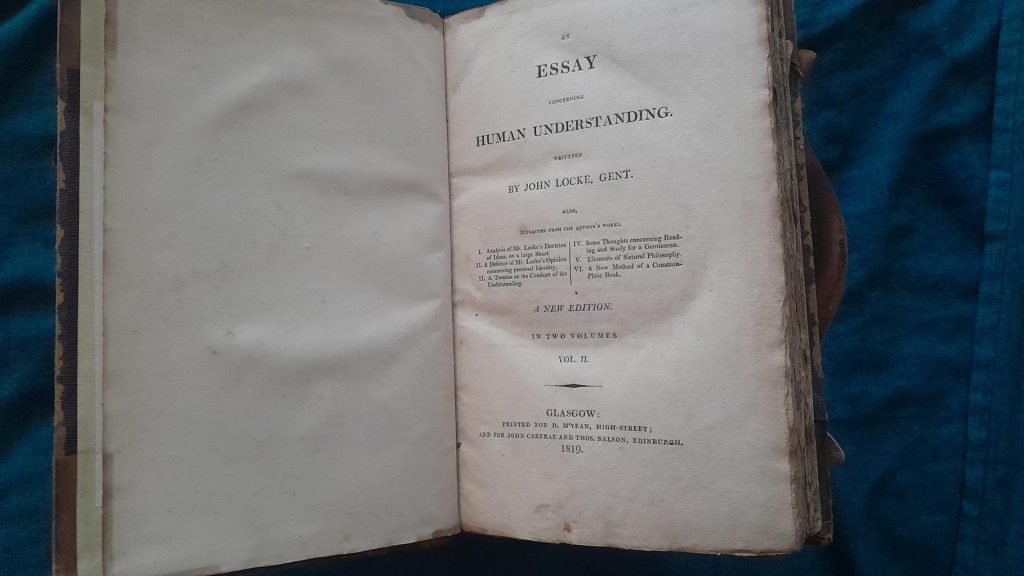 AN
ESSAY
CONCERNING
HUMAN UNDERSTANDING.
WRITTEN
BY JOHN LOCKE, GENT.
ALSO,
EXTRACTED FROM THE AUTHOR'S WORKS,
I. Analysis of Mr. Locke's Doctrine
of Ideas, on a large Sheet.
II. A Defence of Mr. Locke's Opinion
concerning personal Identity.
II. A Treatise on the Conduct of the
Understanding.
IV. Some Thoughts concerning Read-
ing and Study for a Gentleman.
V. Elements of Natural Philosophy.
VI. A New Method of a Common-
Place Book.
A NEW EDITION.
IN TWO VOLUMES
VOL. II.
GLASGOW:
PRINTED FOR D. M'VEAN, HIGH-STREET;
AND FOR JOHN CARFRAE AND THOS. NELSON, EDINBURGH.
1819.